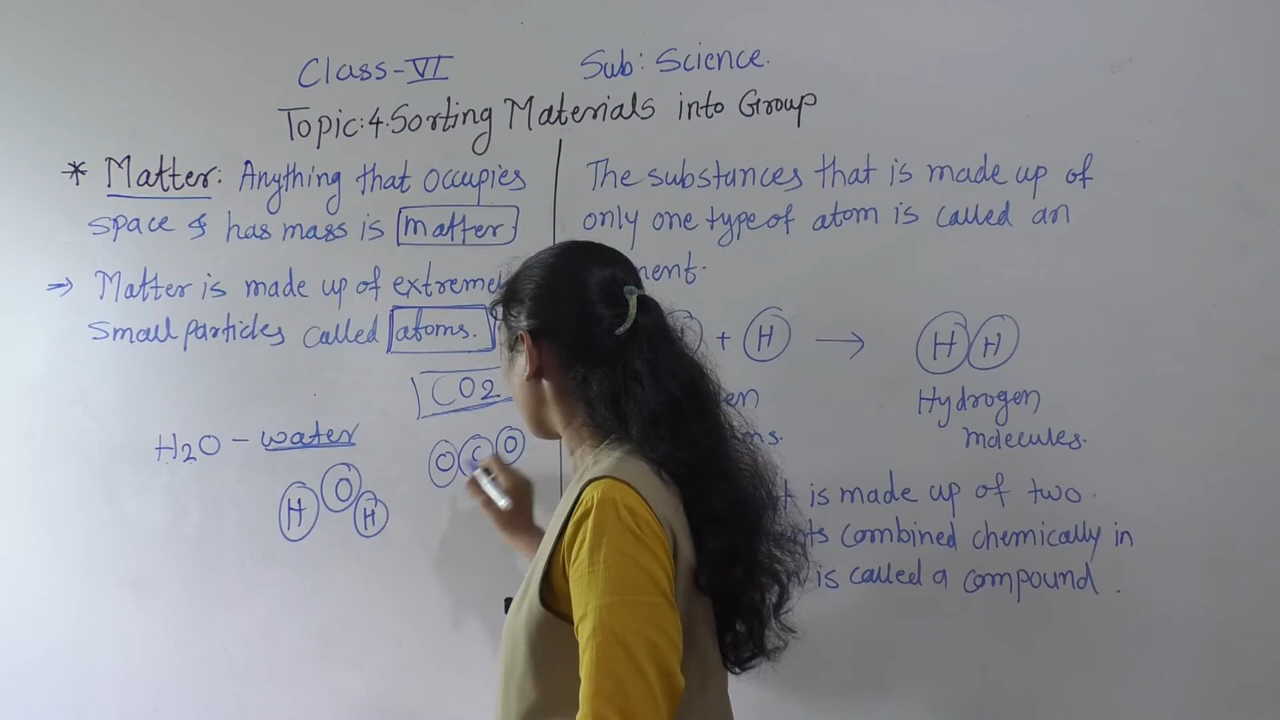 Class-VI Sub: Science.
Topic:4.Sorting Materials into Group
* Matter: Anything that occupies
space & has mass is matter.
⇒ Matter is made up of
small particles called atoms.
CO2
H2O - water
O C O
H O H
The substances that is made up of
only one type of atom is called an
+ H → H H
Hydrogen
molecules.
is made up of two
combined chemically in
is called a compound.